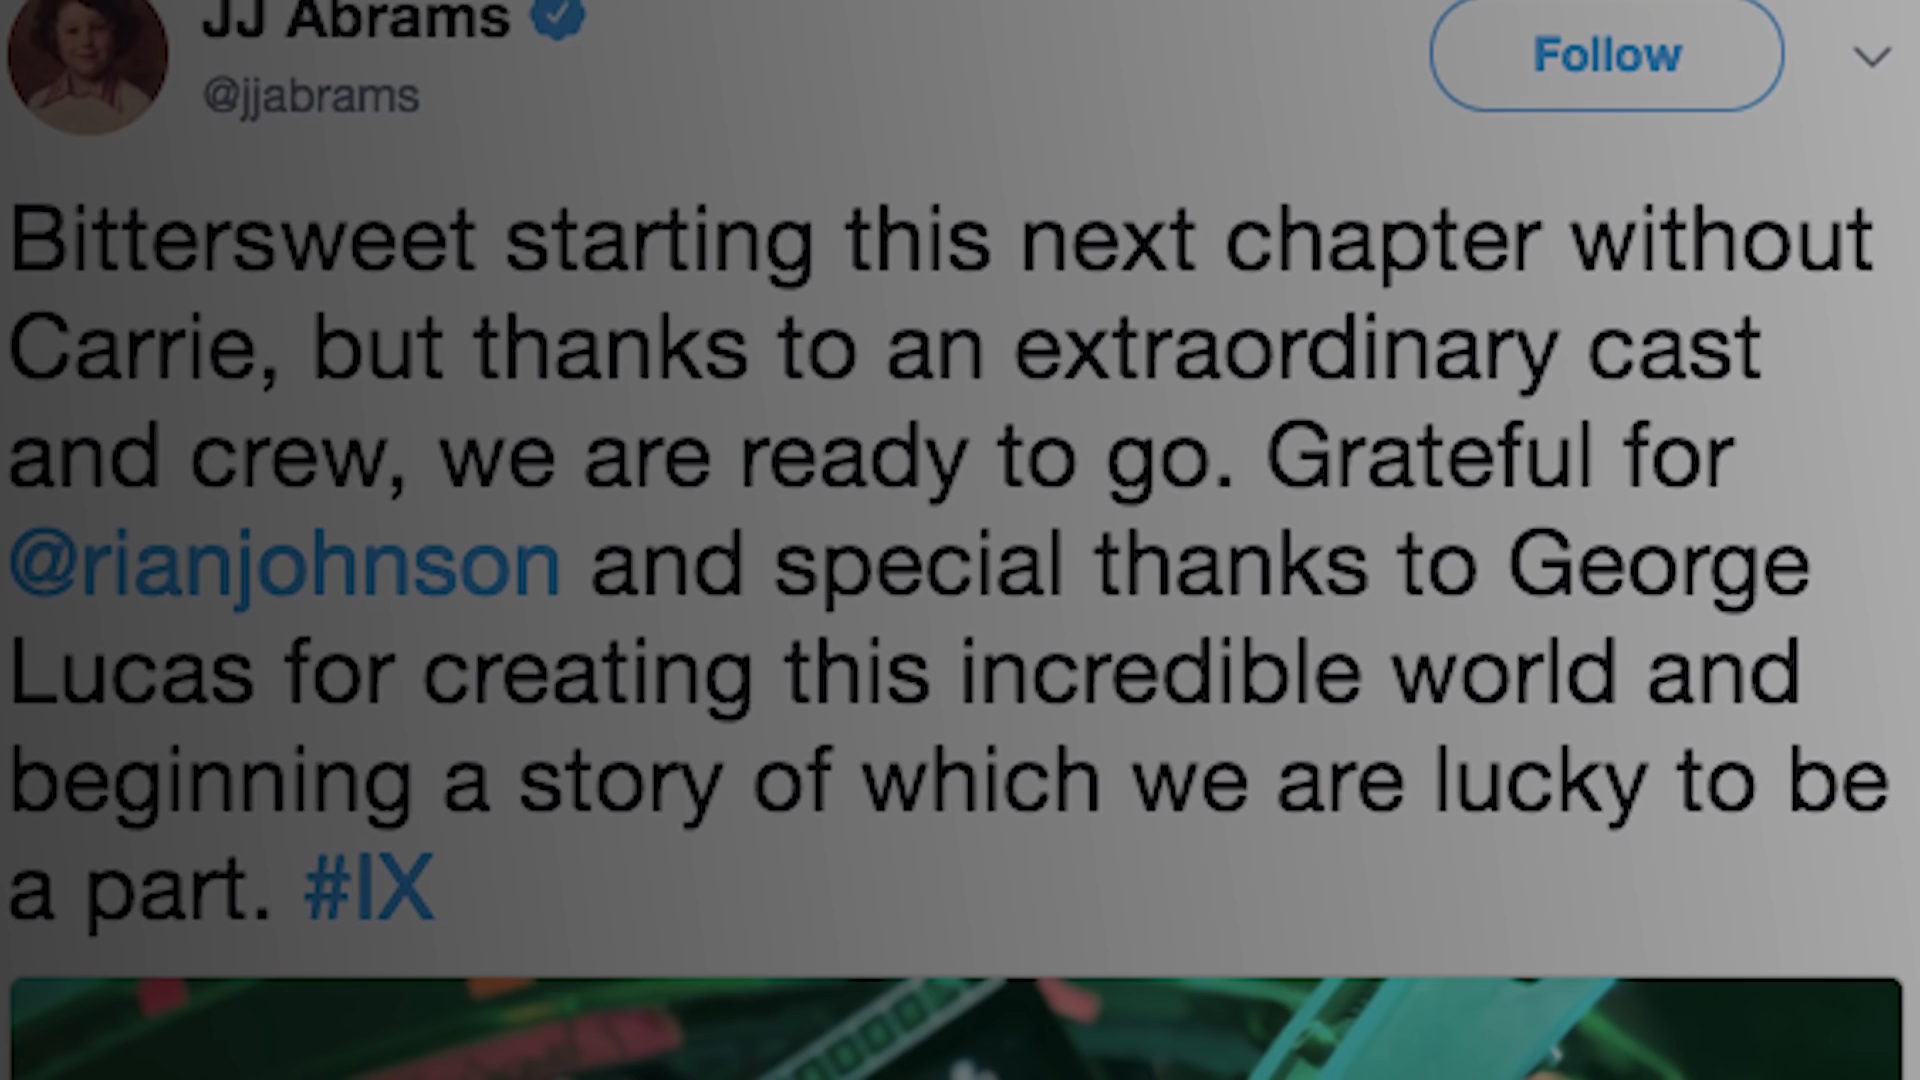 JJ Abrams
@jjabrams
Follow
Bittersweet starting this next chapter without
Carrie, but thanks to an extraordinary cast
and crew, we are ready to go. Grateful for
@rianjohnson and special thanks to George
Lucas for creating this incredible world and
beginning a story of which we are lucky to be
a part. #IX